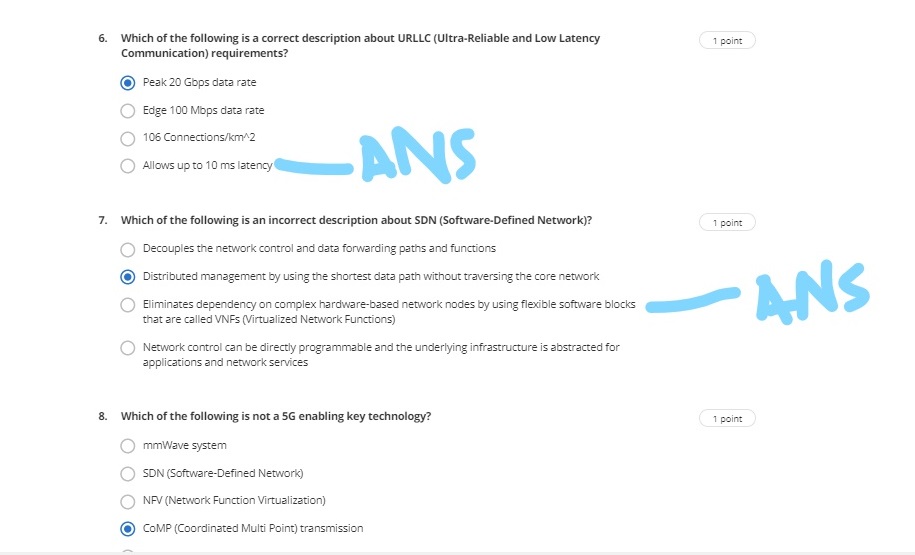 6. Which of the following is a correct description about URLLC (Ultra-Reliable and Low Latency 1 point
Communication) requirements?
Peak 20 Gbps data rate
Edge 100 Mbps data rate
106 Connections/km^2
Allows up to 10 ms latency ANS
7. Which of the following is an incorrect description about SDN (Software-Defined Network)? 1 point
Decouples the network control and data forwarding paths and functions
Distributed management by using the shortest data path without traversing the core network
Eliminates dependency on complex hardware-based network nodes by using flexible software blocks ANS
that are called VNFs (Virtualized Network Functions)
Network control can be directly programmable and the underlying infrastructure is abstracted for
applications and network services
8. Which of the following is not a 5G enabling key technology? 1 point
mmWave system
SDN (Software-Defined Network)
NFV (Network Function Virtualization)
CoMP (Coordinated Multi Point) transmission